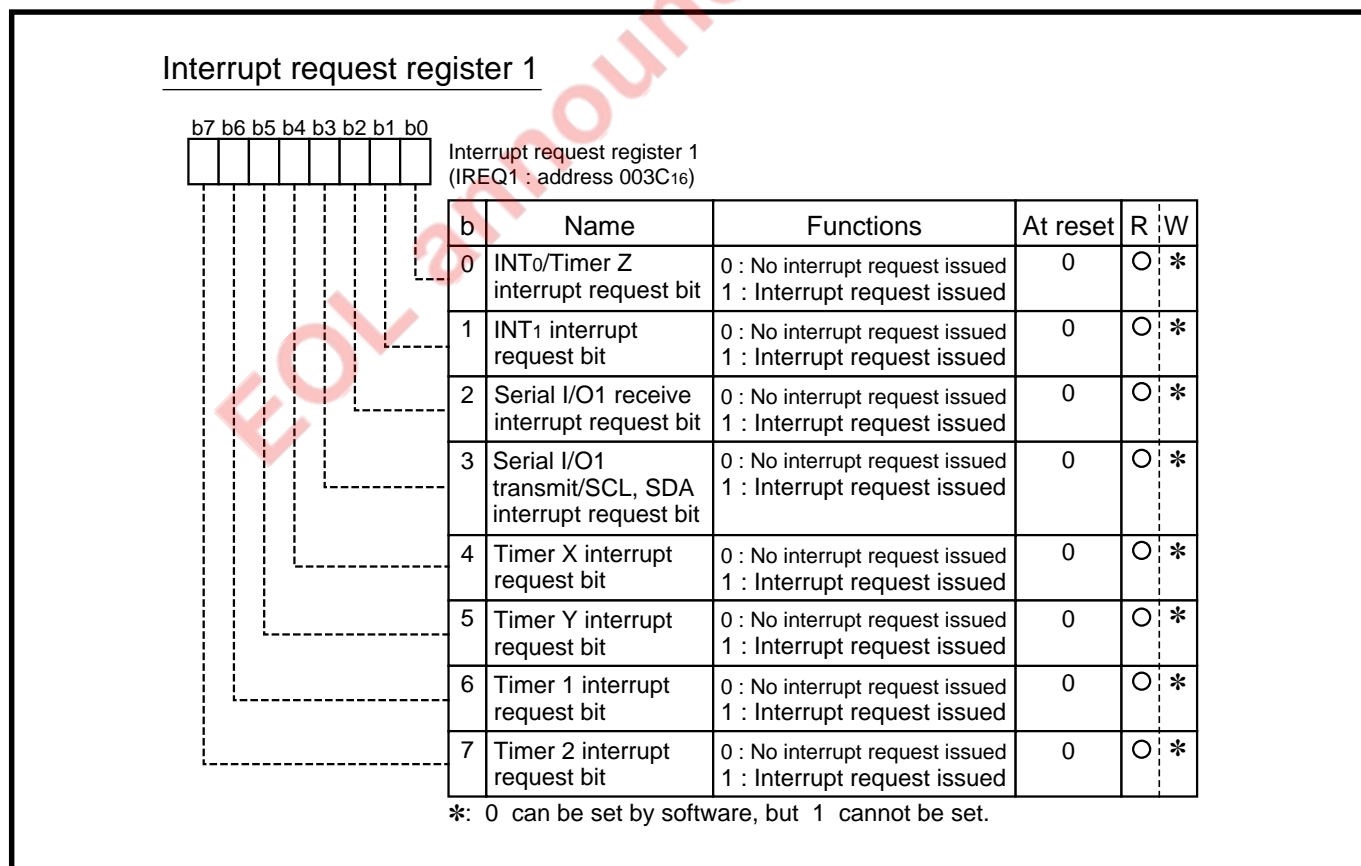 EOL announ
Interrupt request register 1
b7 b6 b5 b4 b3 b2 b1 b0
Interrupt request register 1
(IREQ1 : address 003C16)
b Name Functions At reset R W
0 INT0/Timer Z interrupt request bit 0 : No interrupt request issued 1 : Interrupt request issued 0 O ✻
1 INT1 interrupt request bit 0 : No interrupt request issued 1 : Interrupt request issued 0 O ✻
2 Serial I/O1 receive interrupt request bit 0 : No interrupt request issued 1 : Interrupt request issued 0 O ✻
3 Serial I/O1 transmit/SCL, SDA interrupt request bit 0 : No interrupt request issued 1 : Interrupt request issued 0 O ✻
4 Timer X interrupt request bit 0 : No interrupt request issued 1 : Interrupt request issued 0 O ✻
5 Timer Y interrupt request bit 0 : No interrupt request issued 1 : Interrupt request issued 0 O ✻
6 Timer 1 interrupt request bit 0 : No interrupt request issued 1 : Interrupt request issued 0 O ✻
7 Timer 2 interrupt request bit 0 : No interrupt request issued 1 : Interrupt request issued 0 O ✻
✻: 0 can be set by software, but 1 cannot be set.